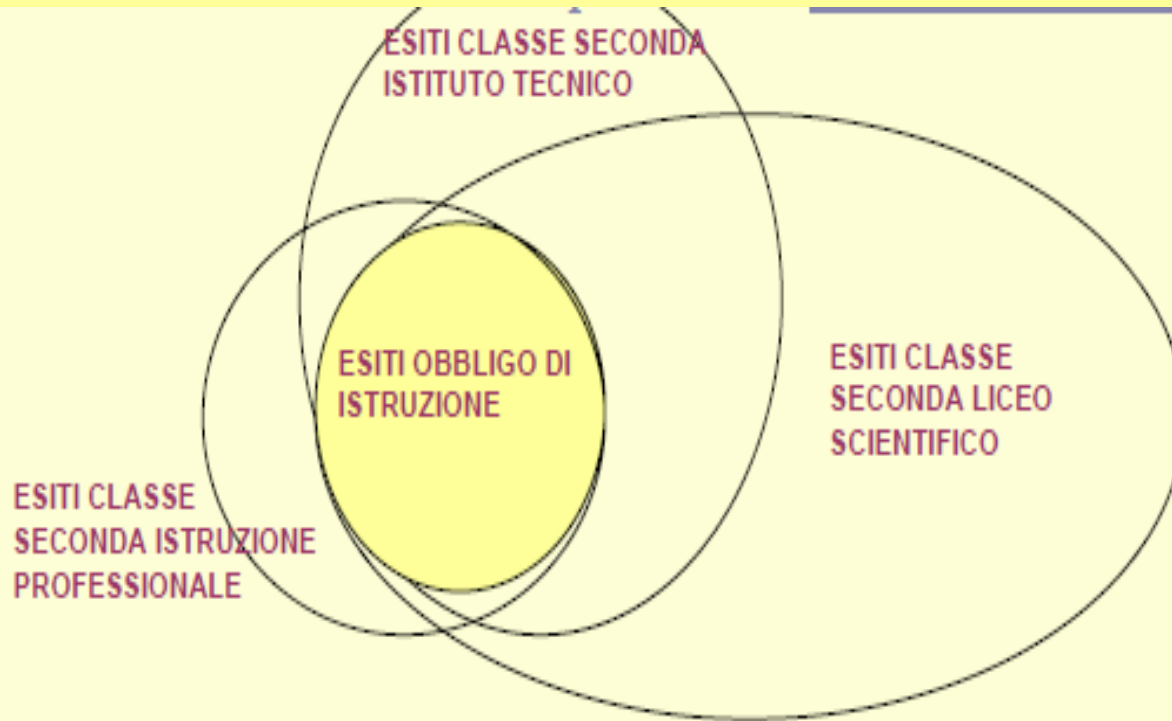 ESITI CLASSE SECONDA
ISTITUTO TECNICO
ESITI OBBLIGO DI
ISTRUZIONE
ESITI CLASSE
SECONDA LICEO
SCIENTIFICO
ESITI CLASSE
SECONDA ISTRUZIONE
PROFESSIONALE